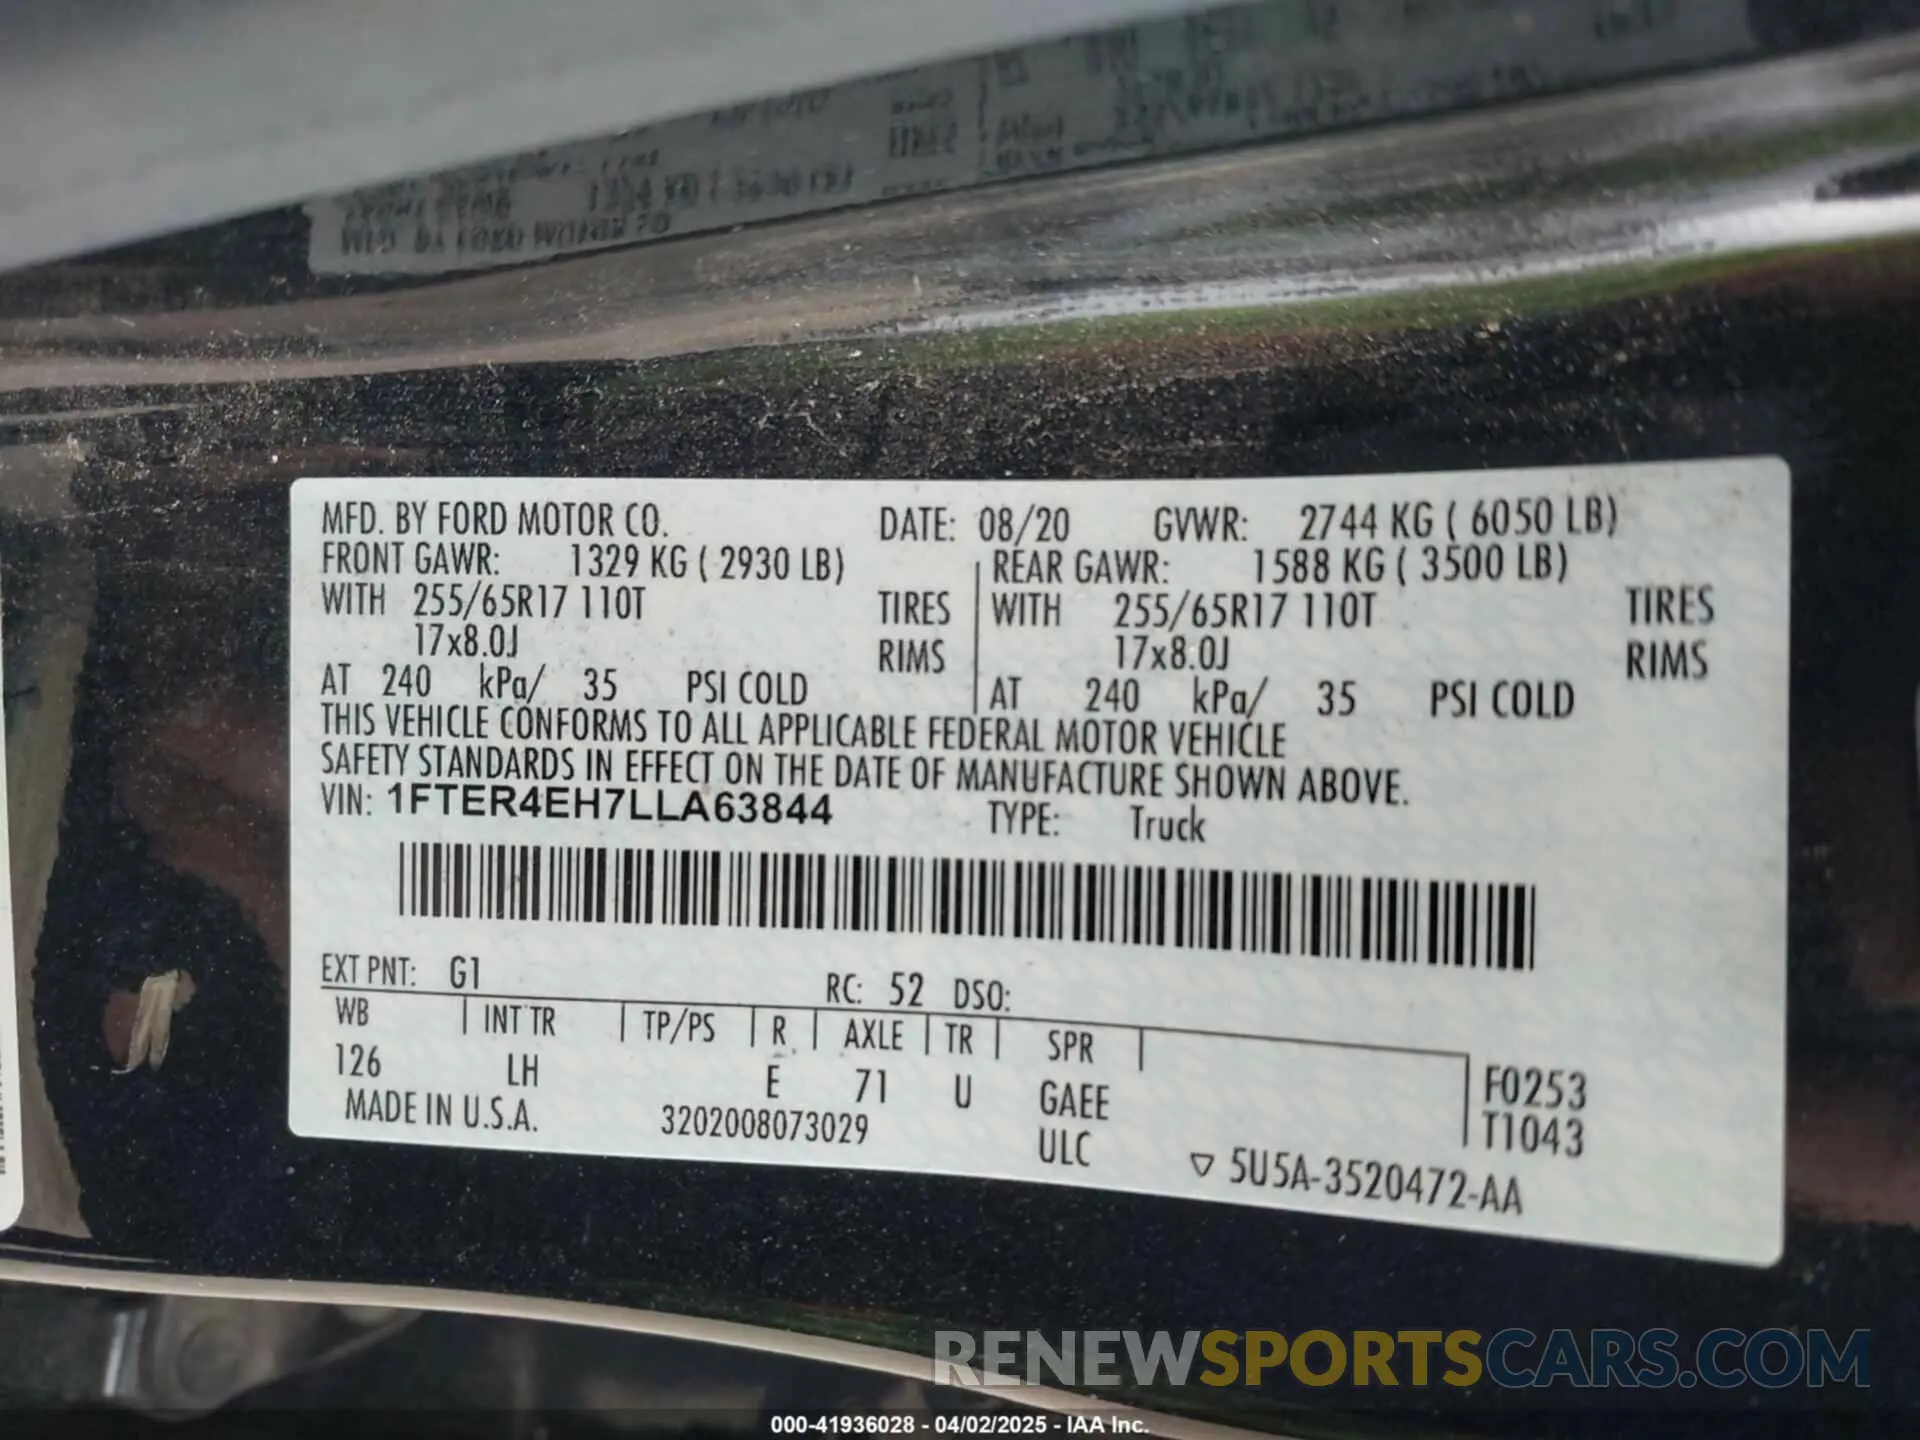 MFD. BY FORD MOTOR CO. DATE: 08/20 GVWR: 2744 KG ( 6050 LB)
FRONT GAWR: 1329 KG ( 2930 LB) REAR GAWR: 1588 KG ( 3500 LB)
WITH 255/65R17 110T TIRES WITH 255/65R17 110T TIRES
17x8.0J RIMS 17x8.0J RIMS
AT 240 kPa/ 35 PSI COLD AT 240 kPa/ 35 PSI COLD
THIS VEHICLE CONFORMS TO ALL APPLICABLE FEDERAL MOTOR VEHICLE
SAFETY STANDARDS IN EFFECT ON THE DATE OF MANUFACTURE SHOWN ABOVE.
VIN: 1FTER4EH7LLA63844 TYPE: Truck
EXT PNT: G1 RC: 52 DSO:
WB INT TR TP/PS R AXLE TR SPR
126 LH E 71 U GAEE F0253
MADE IN U.S.A. 3202008073029 ULC T1043
5U5A-3520472-AA
RENEWSPORTSCARS.COM
000-41936028 - 04/02/2025 - IAA Inc.